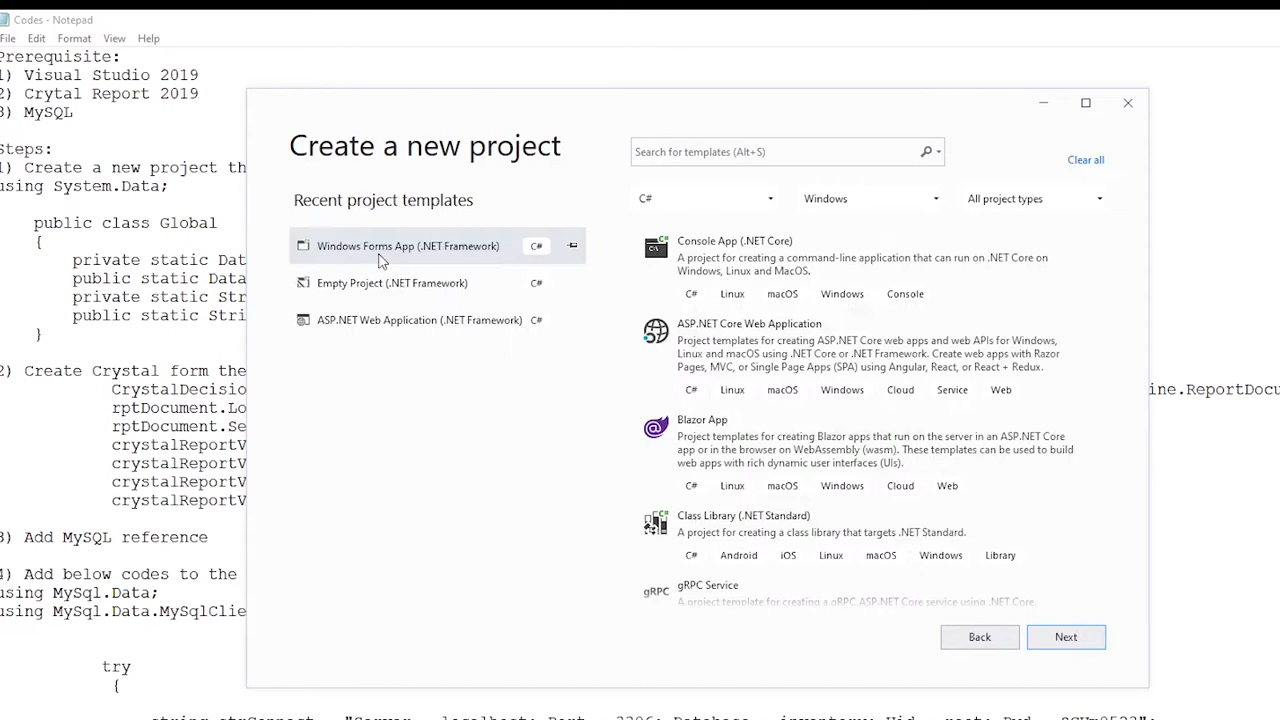 Codes - Notepad
File Edit Format View Help
Prerequisite:
1) Visual Studio 2019
2) Crytal Report 2019
3) MySQL
Steps:
1) Create a new project th
using System.Data;
public class Global
{
private static Dat
public static Data
private static Str
public static Stri
}
2) Create Crystal form the
CrystalDecisio
ine.ReportDocu
rptDocument.Lo
rptDocument.Se
crystalReportV
crystalReportV
crystalReportV
crystalReportV
3) Add MySQL reference
4) Add below codes to the
using MySql.Data;
using MySql.Data.MySqlClie
try
{
Create a new project
Search for templates (Alt+S)
Clear all
Recent project templates
C# Windows All project types
Windows Forms App (.NET Framework) C#
Empty Project (.NET Framework) C#
ASP.NET Web Application (.NET Framework) C#
Console App (.NET Core)
A project for creating a command-line application that can run on .NET Core on
Windows, Linux and MacOS.
C# Linux macOS Windows Console
ASP.NET Core Web Application
Project templates for creating ASP.NET Core web apps and web APIs for Windows,
Linux and macOS using .NET Core or .NET Framework. Create web apps with Razor
Pages, MVC, or Single Page Apps (SPA) using Angular, React, or React + Redux.
C# Linux macOS Windows Cloud Service Web
Blazor App
Project templates for creating Blazor apps that run on the server in an ASP.NET Core
app or in the browser on WebAssembly (wasm). These templates can be used to build
web apps with rich dynamic user interfaces (UIs).
C# Linux macOS Windows Cloud Web
Class Library (.NET Standard)
A project for creating a class library that targets .NET Standard.
C# Android iOS Linux macOS Windows Library
gRPC Service
A project template for creating a gRPC ASP.NET Core service using .NET Core.
Back Next